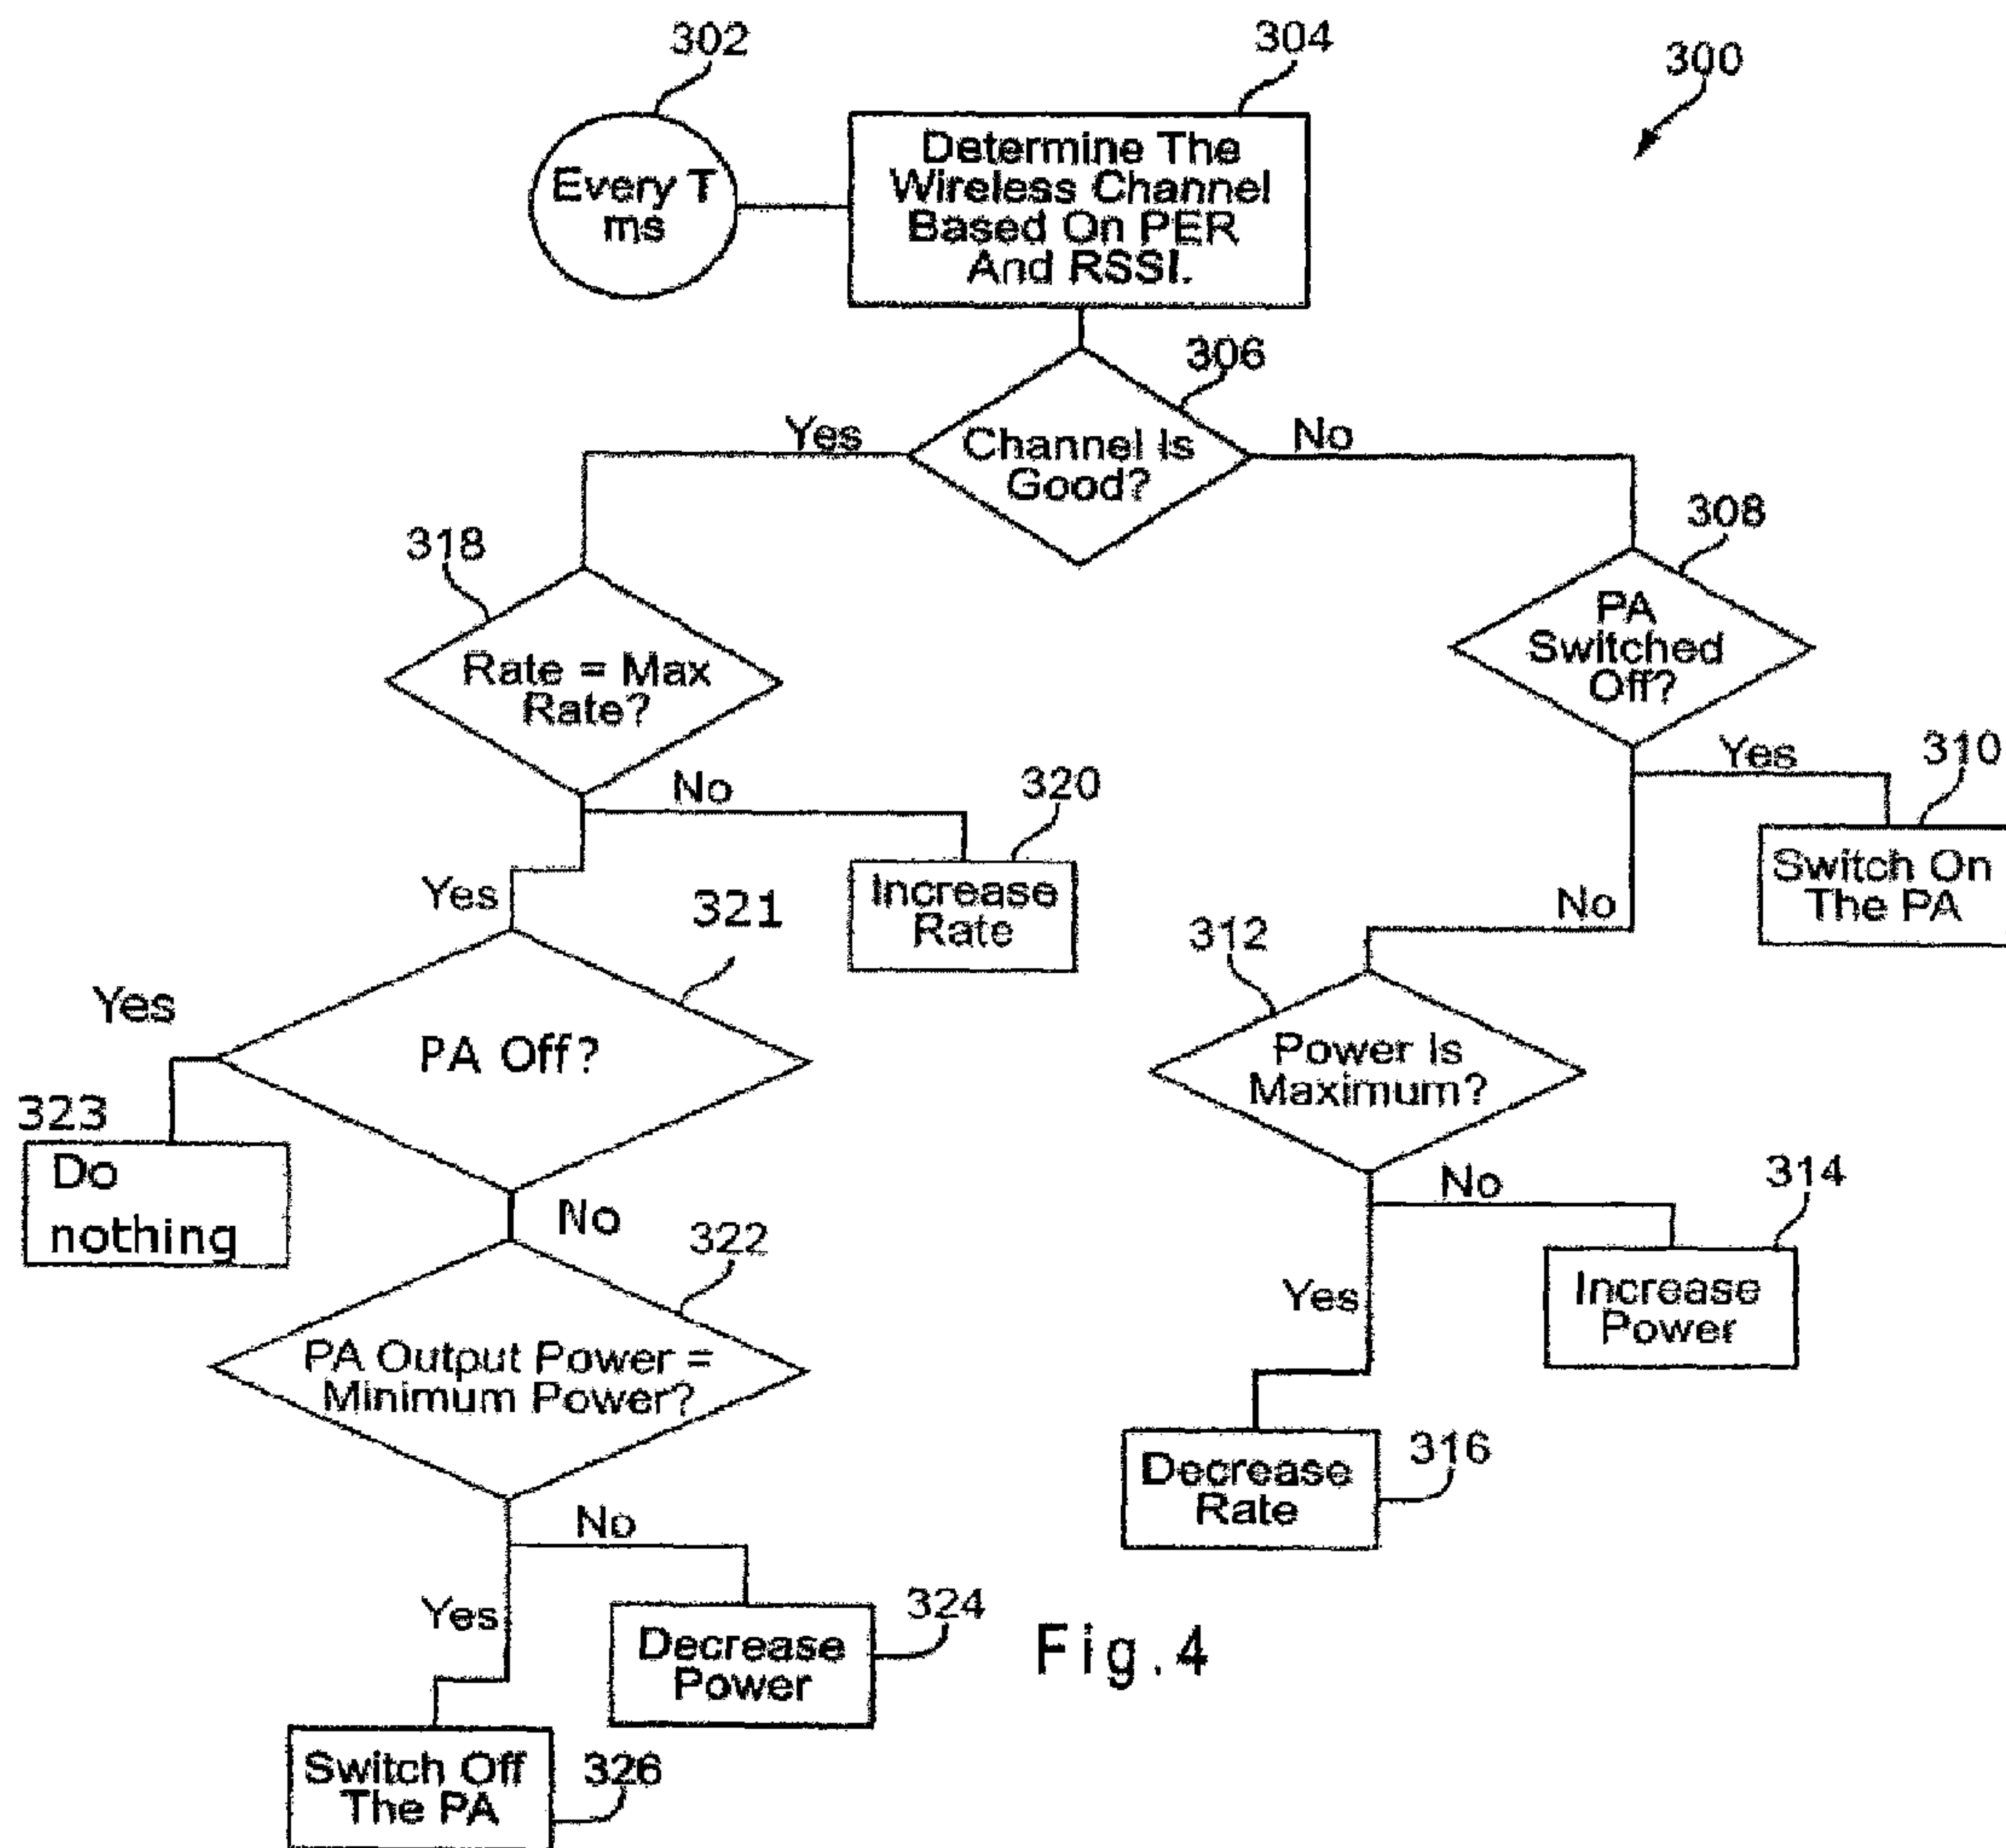 302
304
300
Every T
ms
Determine The
Wireless Channel
Based On PER
And RSSI.
306
Yes
Channel Is
Good?
No
318
308
Rate = Max
Rate?
PA
Switched
Off?
No
320
Yes
310
Yes
321
Increase
Rate
Switch On
The PA
No
312
Yes
PA Off?
Power Is
Maximum?
323
Do
nothing
No
322
No
314
Yes
Increase
Power
PA Output Power =
Minimum Power?
Decrease
Rate
316
No
Yes
324
Decrease
Power
Fig.4
Switch Off
The PA
326